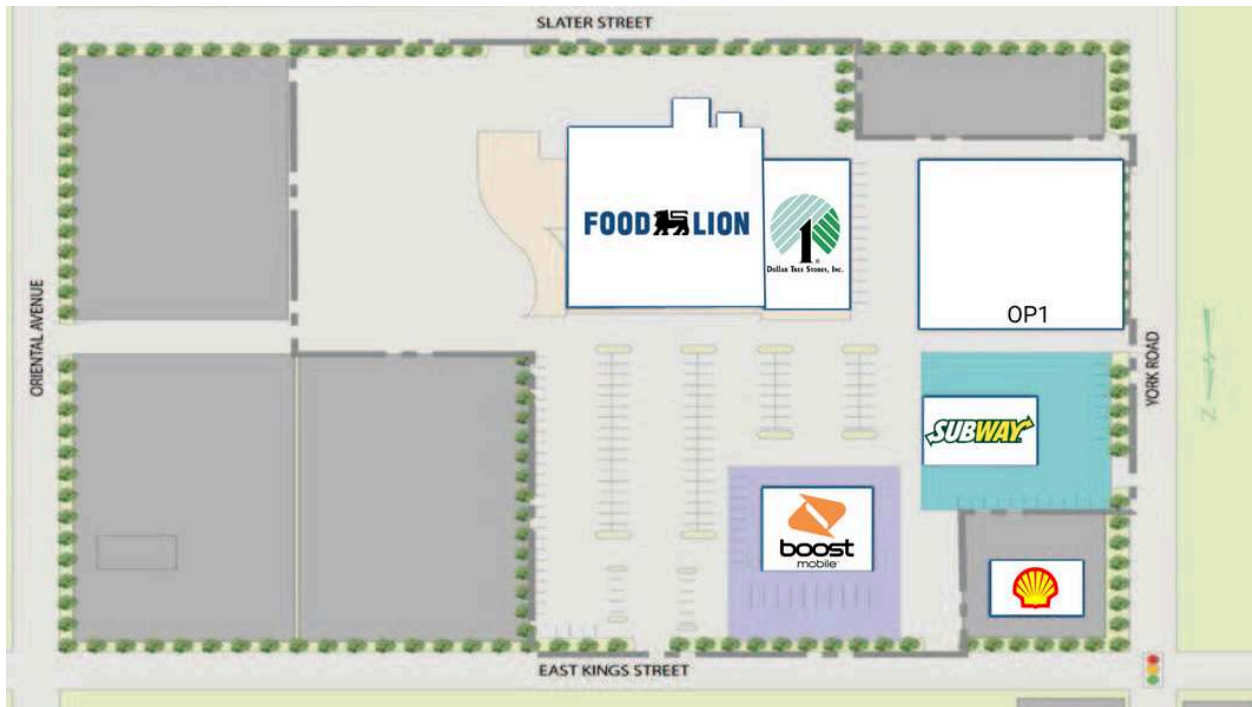 SLATER STREET
FOOD LION
Dollar Tree Stores, Inc.
ORIENTAL AVENUE
OP1
YORK ROAD
N
SUBWAY
boost
mobile
EAST KINGS STREET